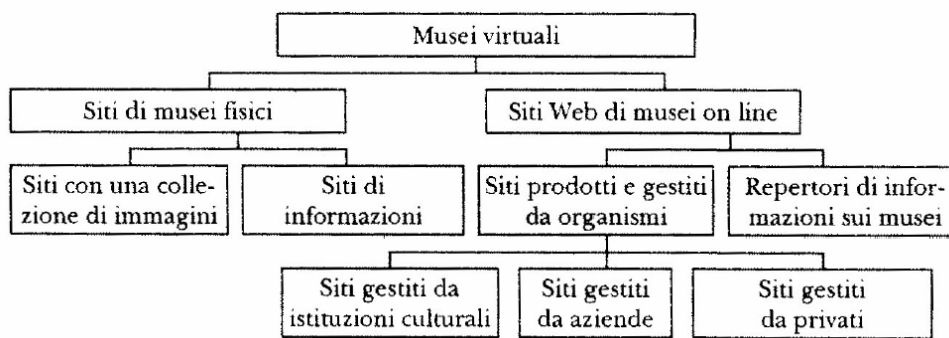 Musei virtuali
Siti di musei fisici
Siti Web di musei on line
Siti con una colle-
zione di immagini
Siti di
informazioni
Siti prodotti e gestiti
da organismi
Repertori di infor-
mazioni sui musei
Siti gestiti da
istituzioni culturali
Siti gestiti
da aziende
Siti gestiti
da privati